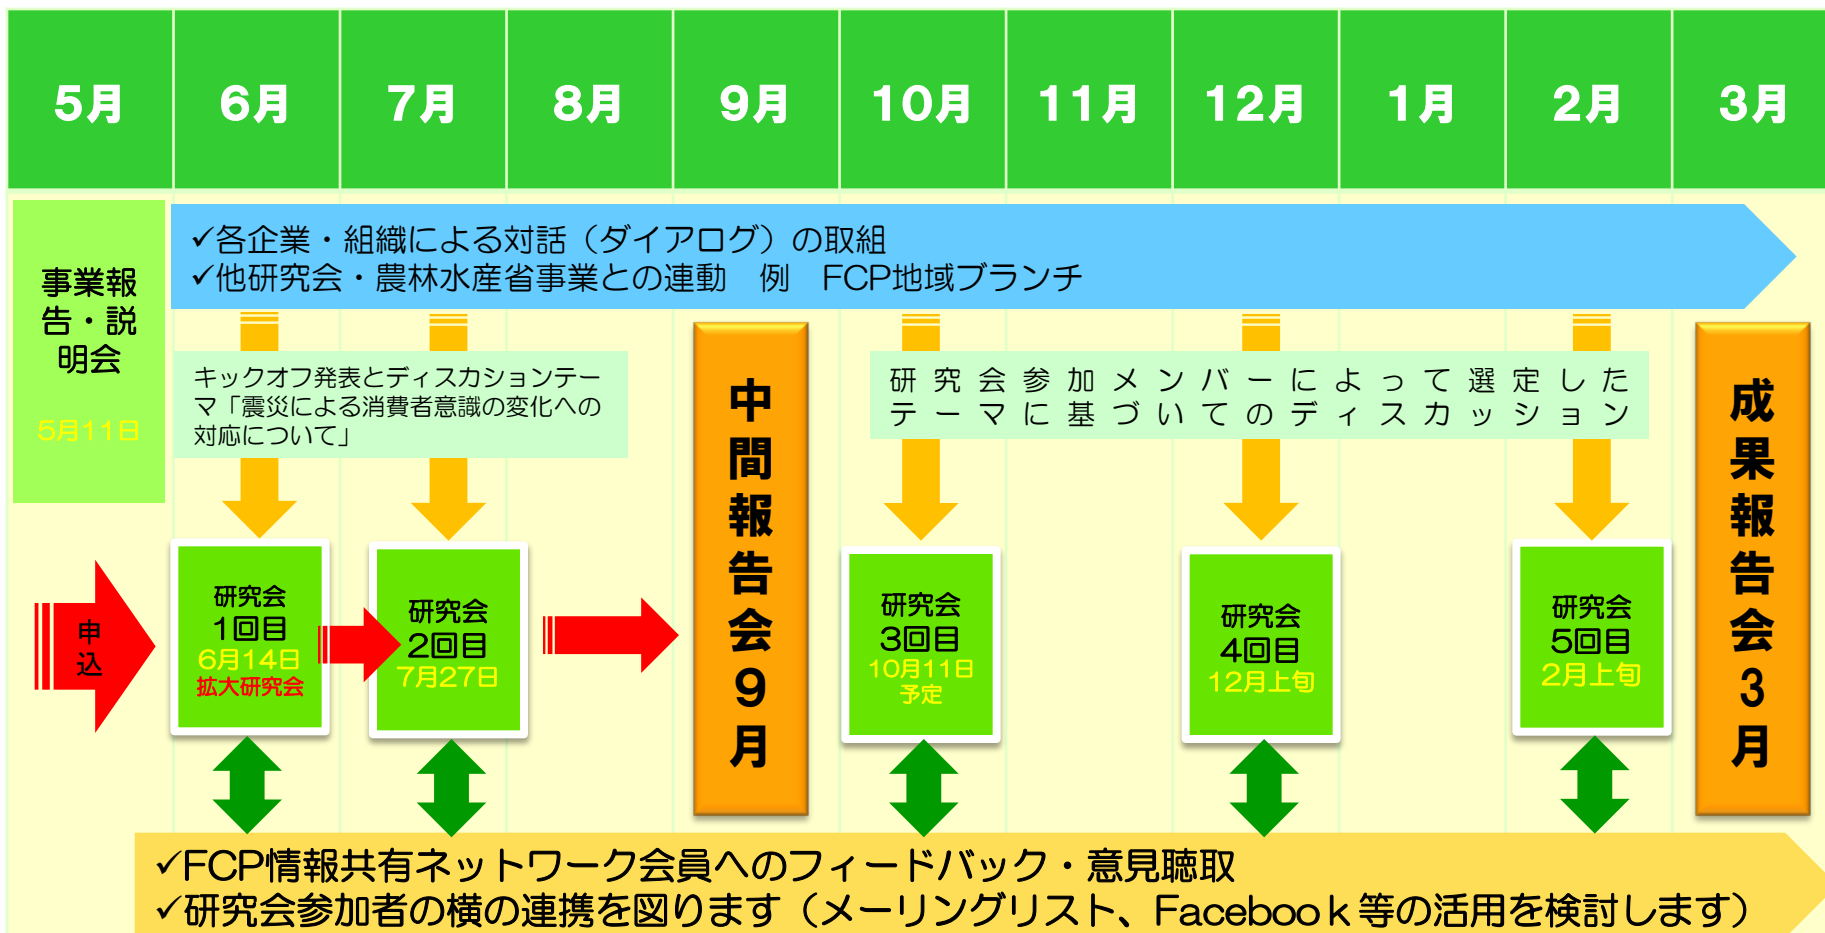 5月 6月 7月 8月 9月 10月 11月 12月 1月 2月 3月
事業報
告・説
明会
5月11日
✓各企業・組織による対話（ダイアログ）の取組
✓他研究会・農林水産省事業との連動　例　FCP地域ブランチ
キックオフ発表とディスカションテー
マ「震災による消費者意識の変化への
対応について」
研究会参加メンバーによって選定した
テーマに基づいてのディスカッション
申
込
研究会
1回目
6月14日
拡大研究会
研究会
2回目
7月27日
中間報告会9月
研究会
3回目
10月11日
予定
研究会
4回目
12月上旬
研究会
5回目
2月上旬
成果報告会3月
✓FCP情報共有ネットワーク会員へのフィードバック・意見聴取
✓研究会参加者の横の連携を図ります（メーリングリスト、Facebooｋ等の活用を検討します）